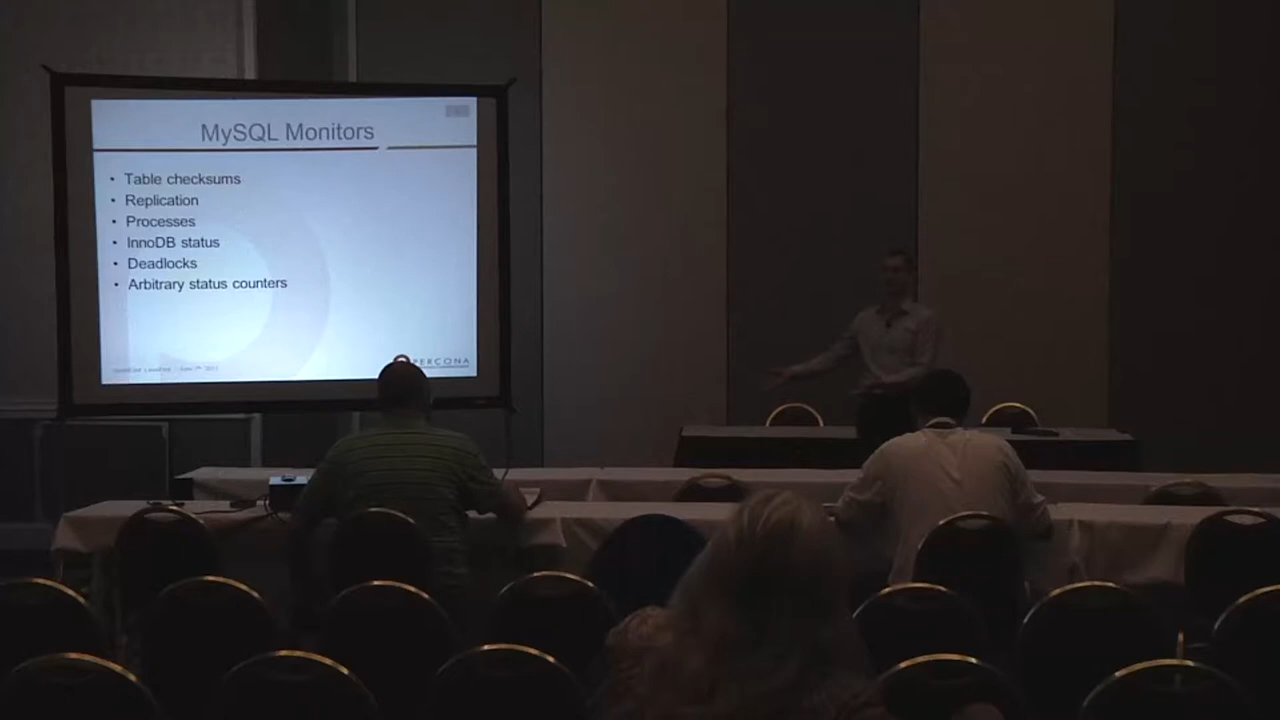 MySQL Monitors
• Table checksums
• Replication
• Processes
• InnoDB status
• Deadlocks
• Arbitrary status counters
PERCONA